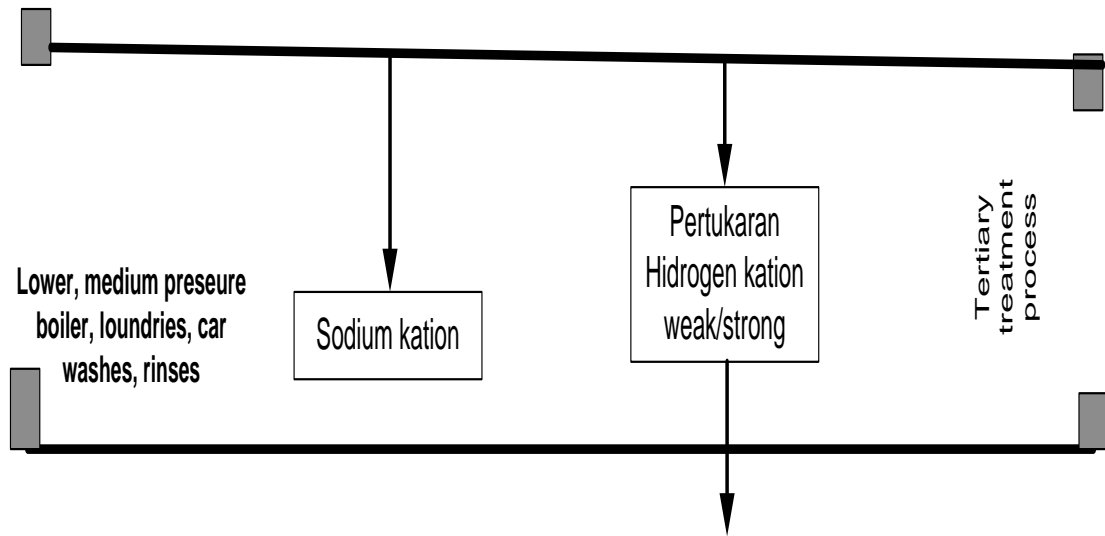 Lower, medium preseure
boiler, loundries, car
washes, rinses
Sodium kation
Pertukaran
Hidrogen kation
weak/strong
Tertiary
treatment
process